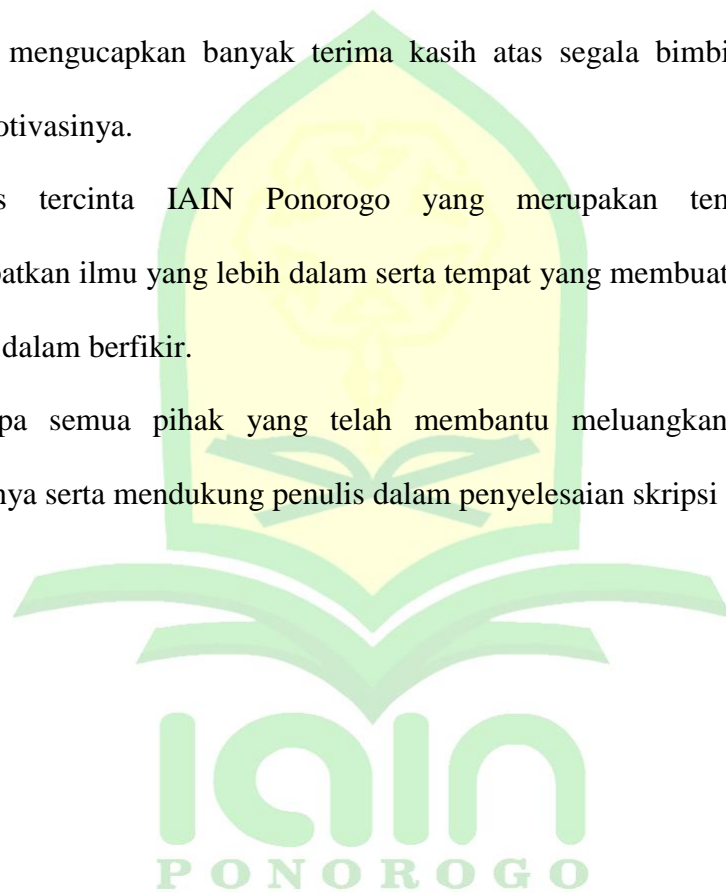 mengucapkan banyak terima kasih atas segala bimbi
otivasinya.
s tercinta IAIN Ponorogo yang merupakan ten
patkan ilmu yang lebih dalam serta tempat yang membuat
dalam berfikir.
pa semua pihak yang telah membantu meluangkan
nya serta mendukung penulis dalam penyelesaian skripsi
iain
PONOROGO